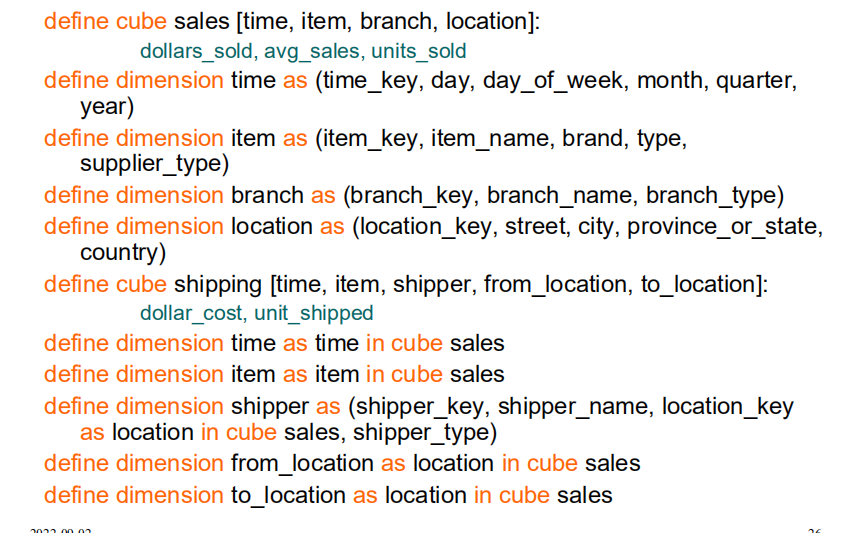 define cube sales [time, item, branch, location]:
dollars_sold, avg_sales, units_sold
define dimension time as (time_key, day, day_of_week, month, quarter,
year)
define dimension item as (item_key, item_name, brand, type,
supplier_type)
define dimension branch as (branch_key, branch_name, branch_type)
define dimension location as (location_key, street, city, province_or_state,
country)
define cube shipping [time, item, shipper, from_location, to_location]:
dollar_cost, unit_shipped
define dimension time as time in cube sales
define dimension item as item in cube sales
define dimension shipper as (shipper_key, shipper_name, location_key
as location in cube sales, shipper_type)
define dimension from_location as location in cube sales
define dimension to_location as location in cube sales